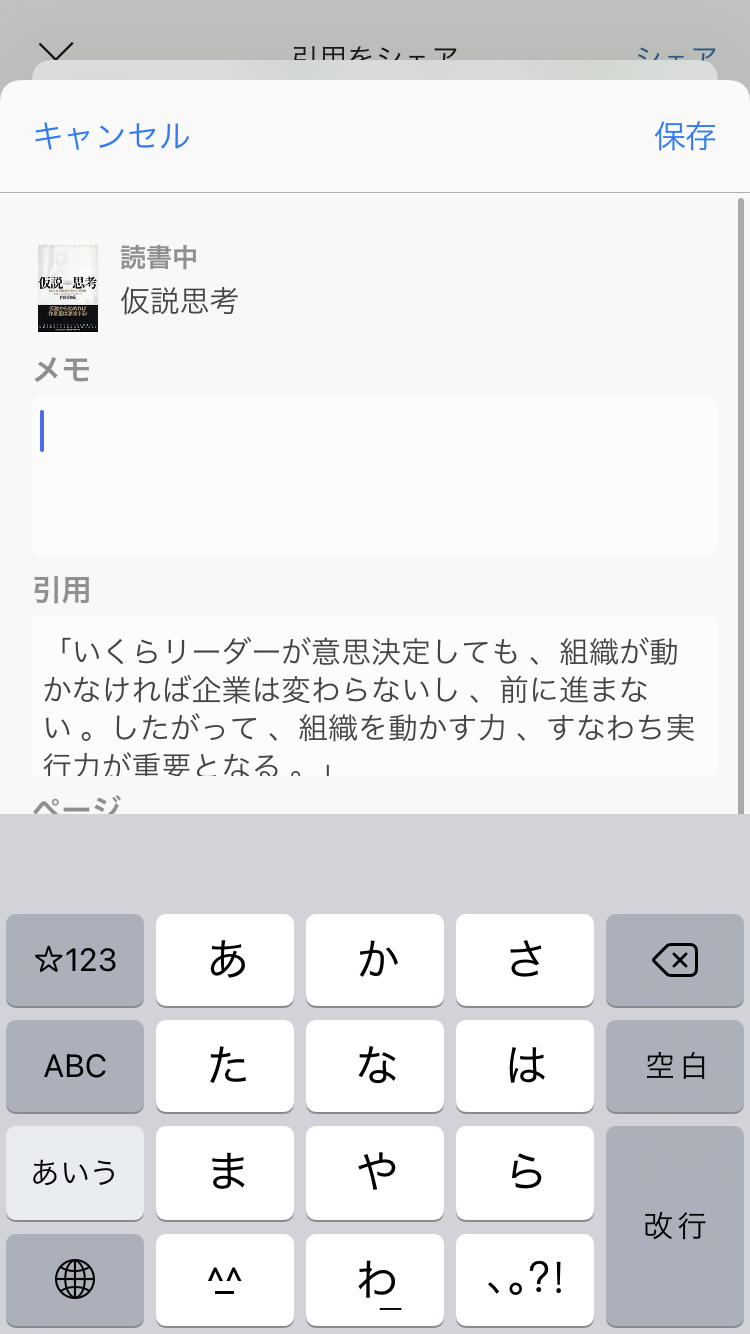 引用をシェア
シェア
キャンセル
保存
仮説思考
読書中
仮説思考
メモ
引用
「いくらリーダーが意思決定しても 、組織が動
かなければ企業は変わらないし 、前に進まな
い 。したがって 、組織を動かす力 、すなわち実
行力が重要となる 。」
ページ
☆123
あ
か
さ
ABC
た
な
は
空白
あいう
ま
や
ら
改行
^_^
わ_
、。?!